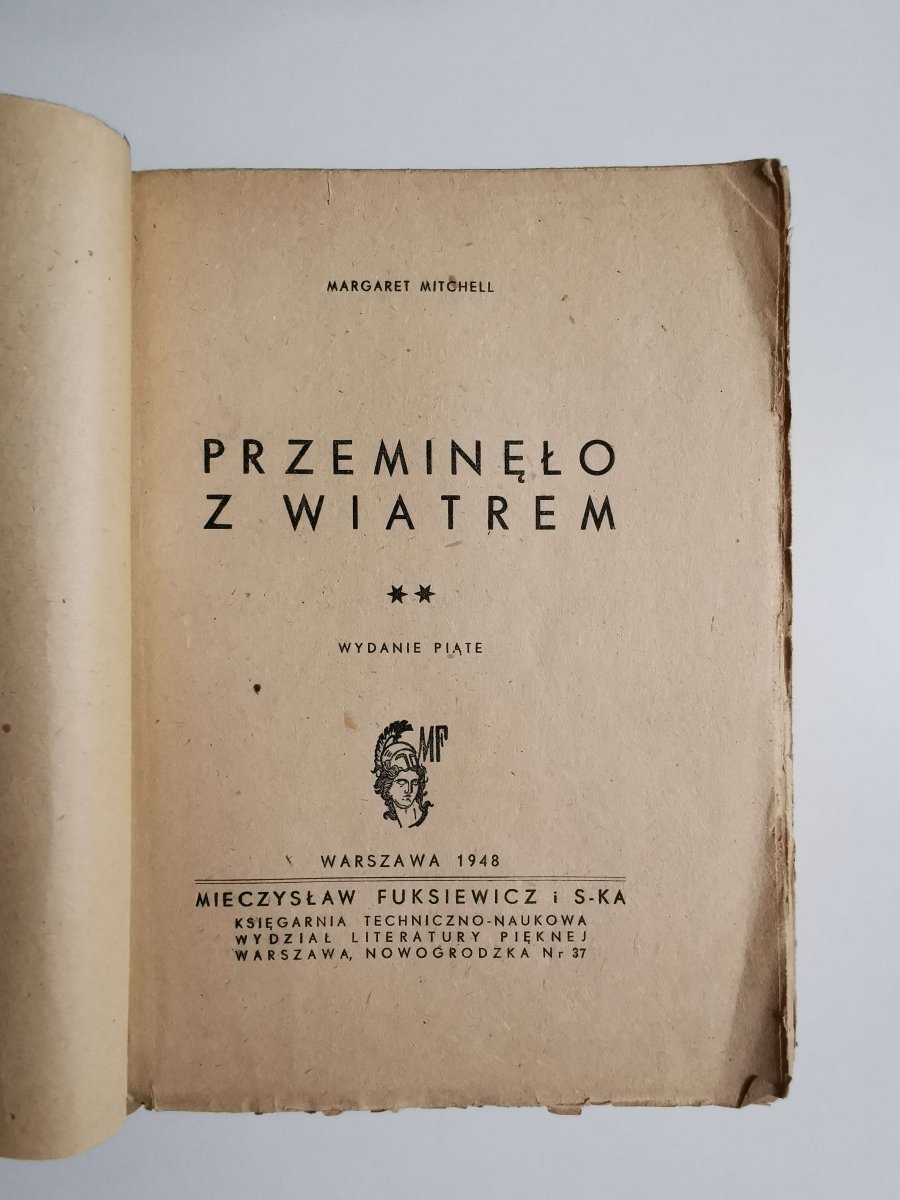 MARGARET MITCHELL
PRZEMINĘŁO
Z WIATREM
WYDANIE PIĄTE
MF
WARSZAWA 1948
MIECZYSŁAW FUKSIEWICZ i S-KA
KSIĘGARNIA TECHNICZNO-NAUKOWA
WYDZIAŁ LITERATURY PIĘKNEJ
WARSZAWA, NOWOGRODZKA Nr 37